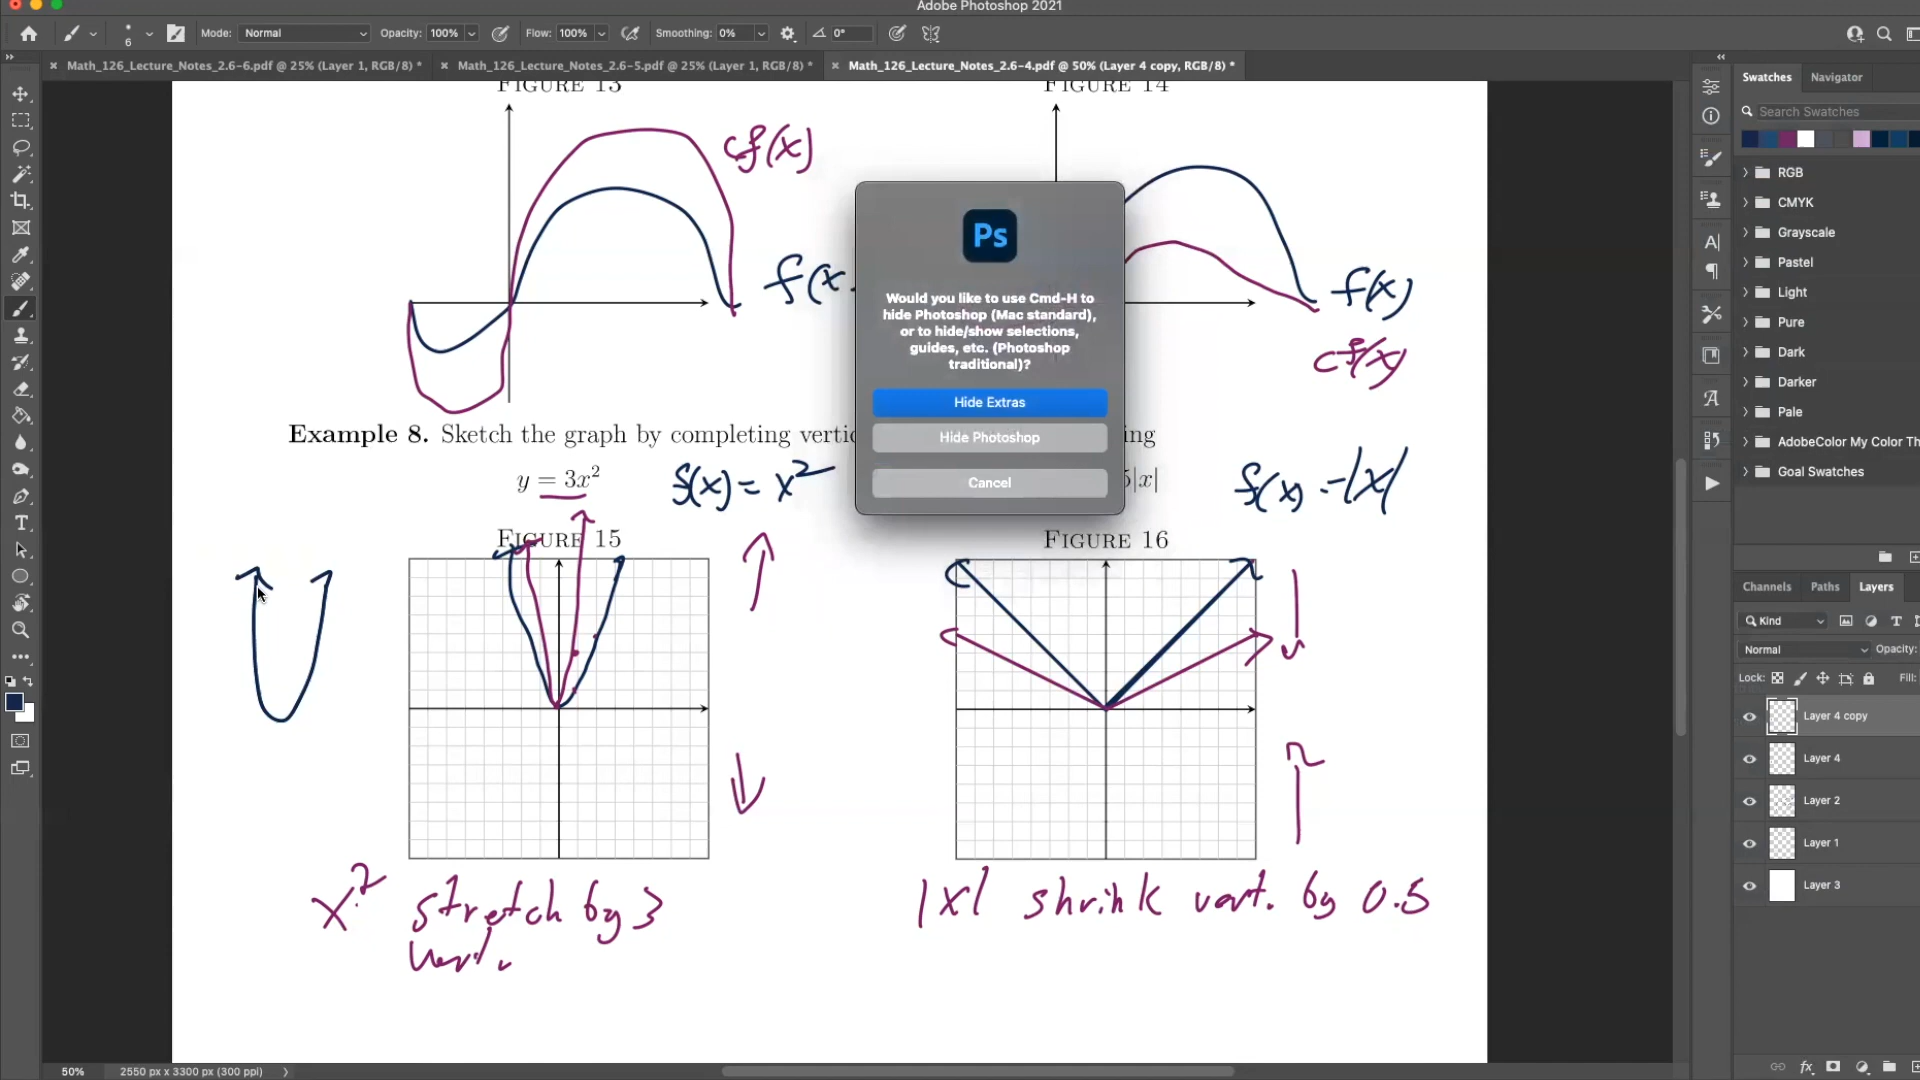 Adobe Photoshop 2021
6
Mode: Normal
Opacity: 100%
Flow: 100%
Smoothing: 0%
0°
Math_126_Lecture_Notes_2.6-6.pdf @ 25% (Layer 1, RGB/8) *
Math_126_Lecture_Notes_2.6-5.pdf @ 25% (Layer 1, RGB/8) *
Math_126_Lecture_Notes_2.6-4.pdf @ 50% (Layer 4 copy, RGB/8) *
FIGURE 13
FIGURE 14
cf(x)
f(x
f(x)
cf(x)
Ps
Would you like to use Cmd-H to
hide Photoshop (Mac standard),
or to hide/show selections,
guides, etc. (Photoshop
traditional)?
Hide Extras
Hide Photoshop
Cancel
Example 8. Sketch the graph by completing vertic
ing
y = 3x²
f(x) = x²
5|x|
f(x) = |x|
FIGURE 15
FIGURE 16
x² stretch by 3
vert.
|x| shrink vert. by 0.5
Swatches
Navigator
Search Swatches
RGB
CMYK
Grayscale
Pastel
Light
Pure
Dark
Darker
Pale
AdobeColor My Color Th
Goal Swatches
Channels
Paths
Layers
Kind
Normal
Opacity:
Lock:
Fill:
Layer 4 copy
Layer 4
Layer 2
Layer 1
Layer 3
fx
50%
2550 px x 3300 px (300 ppi)